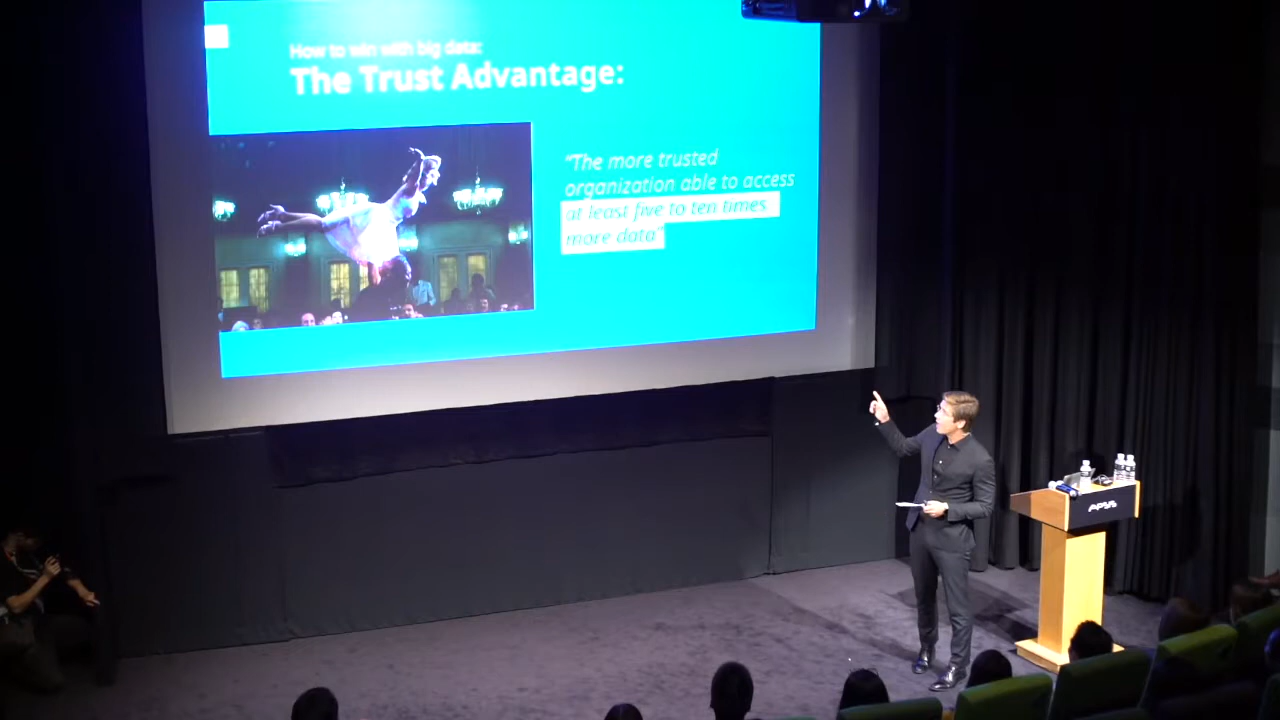 How to win with big data:
The Trust Advantage:
"The more trusted
organization able to access
at least five to ten times
more data"